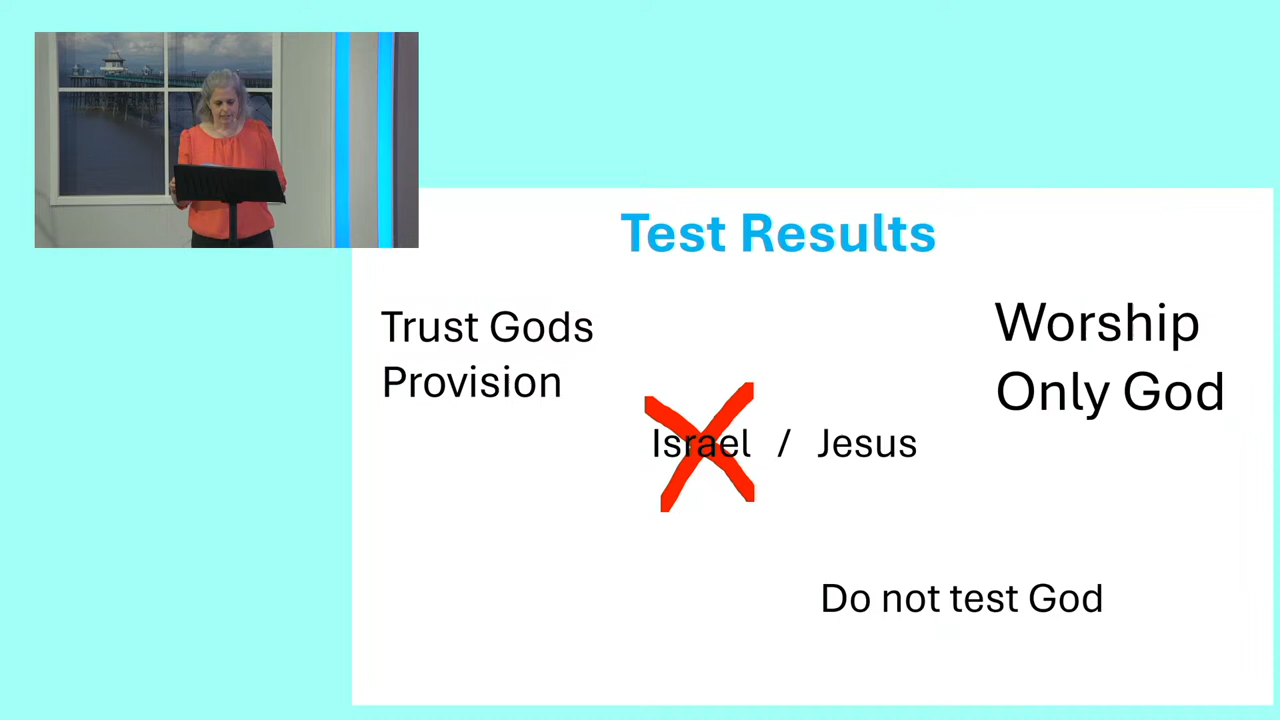 Test Results
Trust Gods
Provision
Worship
Only God
Israel / Jesus
Do not test God